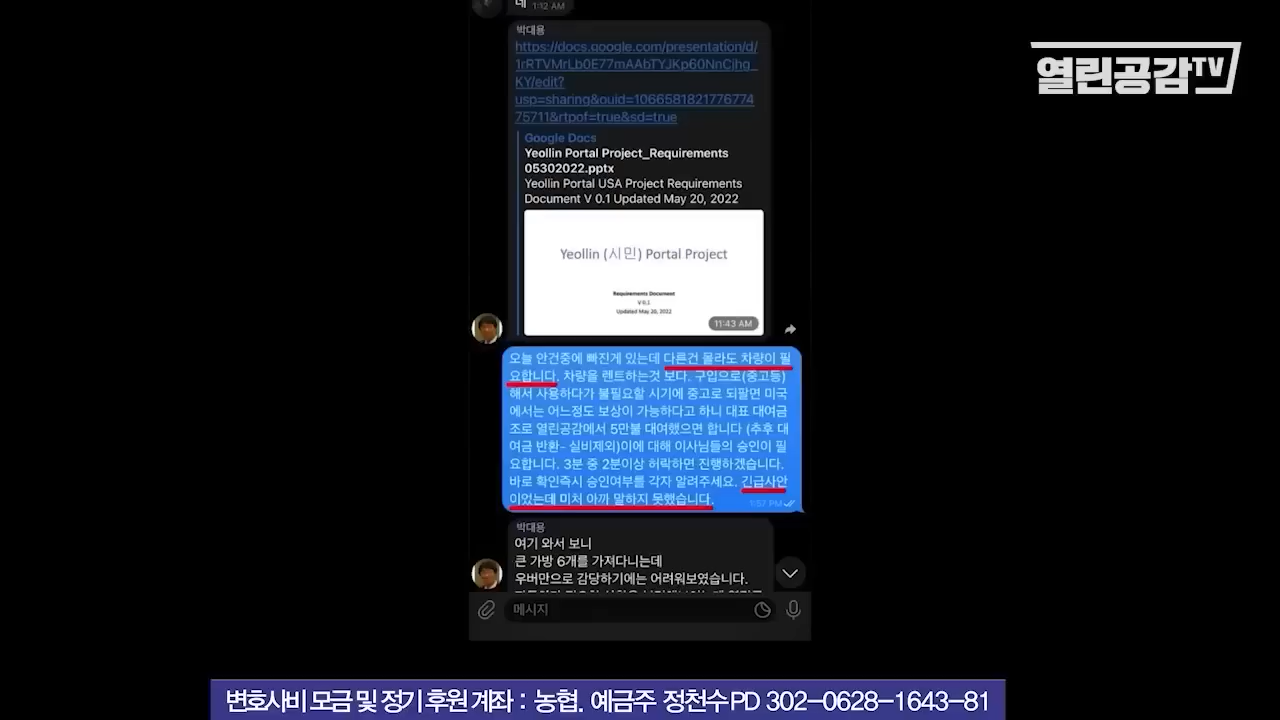 네 1:12 AM
박대용
https://docs.google.com/presentation/d/
1rRTVMrLb0E77mAAbTYJKp60NnCjhg_
KY/edit?
usp=sharing&ouid=1066581821776774
75711&rtpof=true&sd=true
Google Docs
Yeollin Portal Project_Requirements
05302022.pptx
Yeollin Portal USA Project Requirements
Document V 0.1 Updated May 20, 2022
Yeollin (시민) Portal Project
Requirements Document
V 0.1
Updated May 20, 2022
11:43 AM
오늘 안건중에 빠진게 있는데 다른건 몰라도 차량이 필
요합니다. 차량을 렌트하는것 보다. 구입으로(중고등)
해서 사용하다가 불필요할 시기에 중고로 되팔면 미국
에서는 어느정도 보상이 가능하다고 하니 대표 대여금
조로 열린공감에서 5만불 대여했으면 합니다 (추후 대
여금 반환- 실비제외)이에 대해 이사님들의 승인이 필
요합니다. 3분 중 2분이상 허락하면 진행하겠습니다.
바로 확인즉시 승인여부를 각자 알려주세요. 긴급사안
이었는데 미처 아까 말하지 못했습니다.
1:57 PM
박대용
여기 와서 보니
큰 가방 6개를 가져다니는데
우버만으로 감당하기에는 어려워보였습니다.
메시지
열린공감TV
변호사비 모금 및 정기 후원 계좌 : 농협. 예금주 정천수PD 302-0628-1643-81